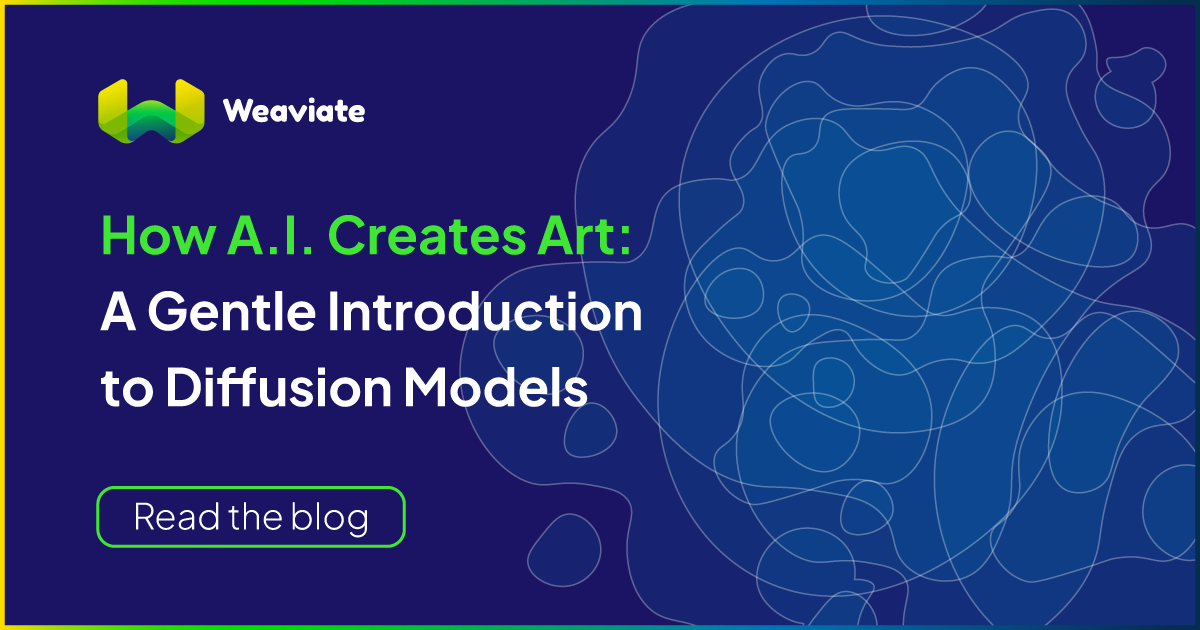 Weaviate
How A.I. Creates Art:
A Gentle Introduction
to Diffusion Models
Read the blog